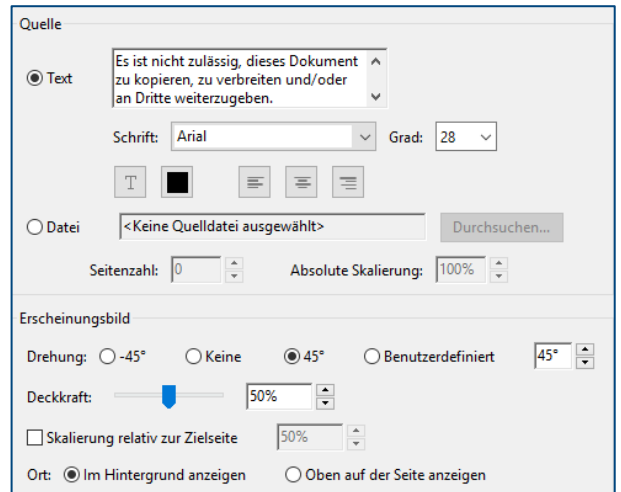 Quelle
Text
Es ist nicht zulässig, dieses Dokument
zu kopieren, zu verbreiten und/oder
an Dritte weiterzugeben.
Schrift: Arial Grad: 28
T
Datei <Keine Quelldatei ausgewählt> Durchsuchen...
Seitenzahl: 0 Absolute Skalierung: 100%
Erscheinungsbild
Drehung: -45° Keine 45° Benutzerdefiniert 45°
Deckkraft: 50%
Skalierung relativ zur Zielseite 50%
Ort: Im Hintergrund anzeigen Oben auf der Seite anzeigen